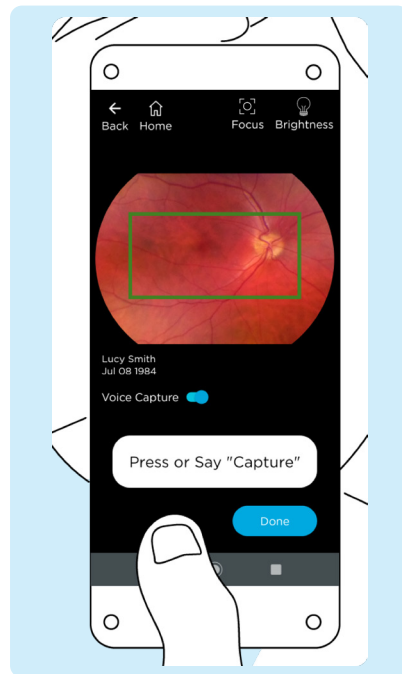 Back Home Focus Brightness
Lucy Smith
Jul 08 1984
Voice Capture
Press or Say "Capture"
Done